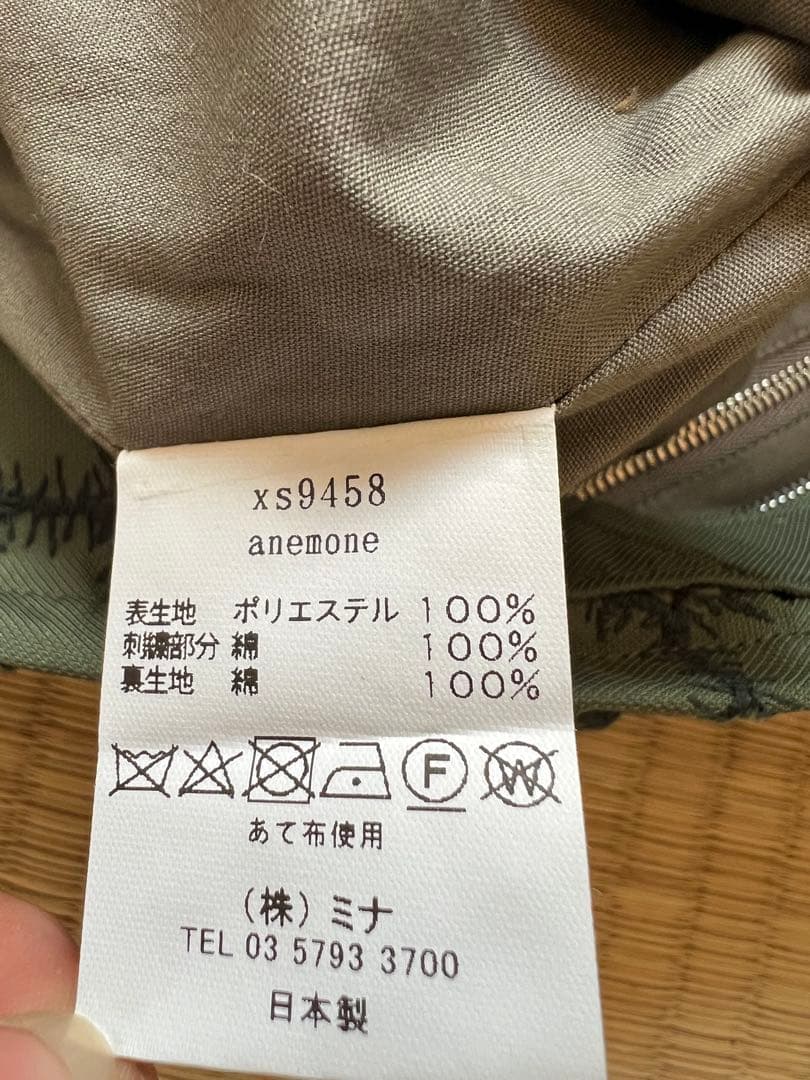 xs9458
anemone
表生地 ポリエステル 100%
刺繍部分 綿 100%
裏生地 綿 100%
F W
あて布使用
(株) ミナ
TEL 03 5793 3700
日本製